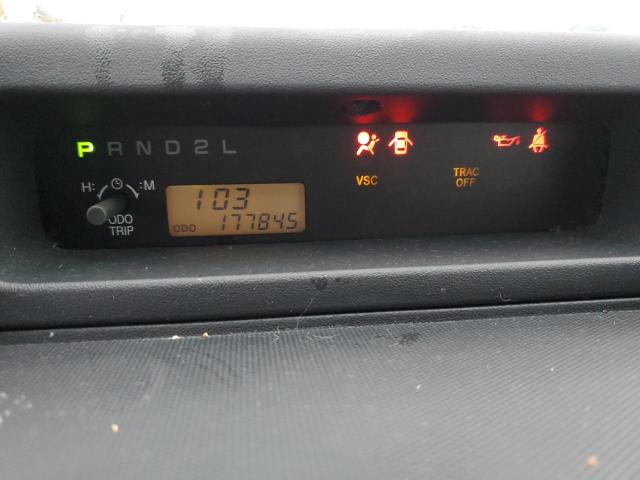 P R N D 2 L
VSC
TRAC
OFF
H: :M
ODO
TRIP
103
ODO 177845